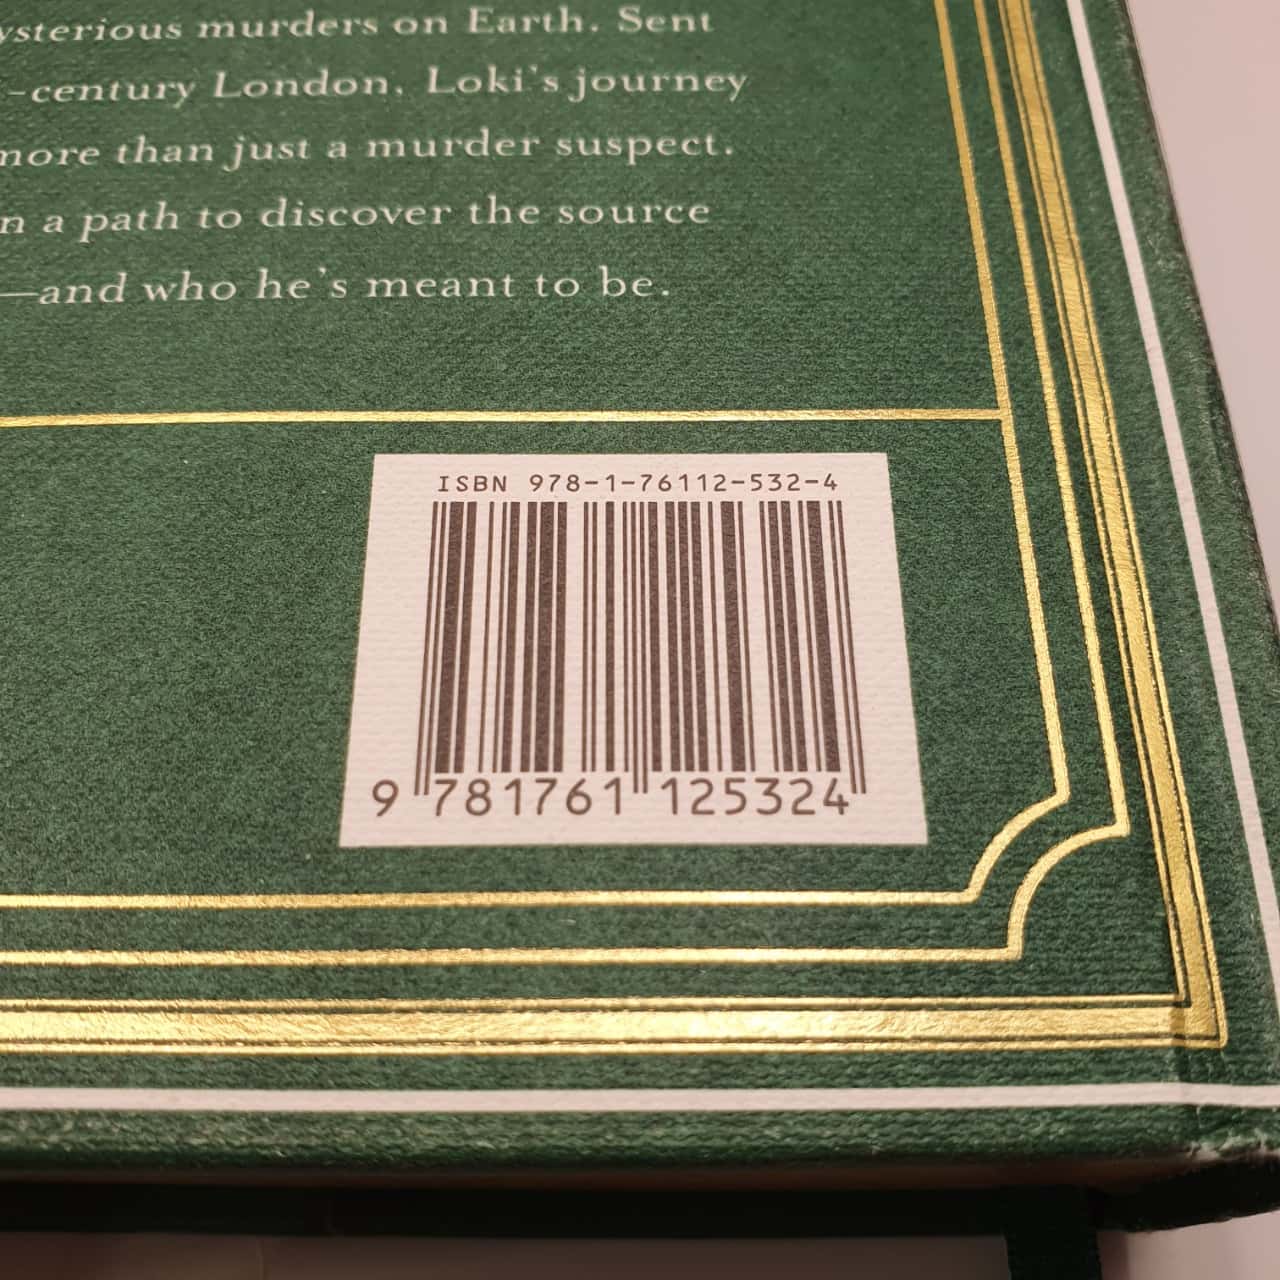 murders on Earth. Sent
-century London, Loki's journey
more than just a murder suspect.
a path to discover the source
—and who he's meant to be.
ISBN 978-1-76112-532-4
9 781761 125324